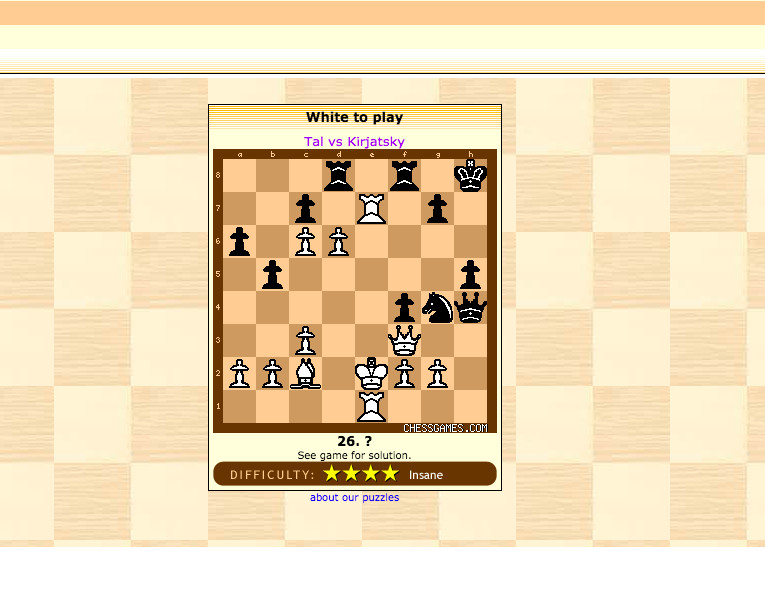 White to play
Tal vs Kirjatsky
a b c d e f g h
8
7
6
5
4
3
2
1
CHESSGAMES.COM
26. ?
See game for solution.
DIFFICULTY: Insane
about our puzzles